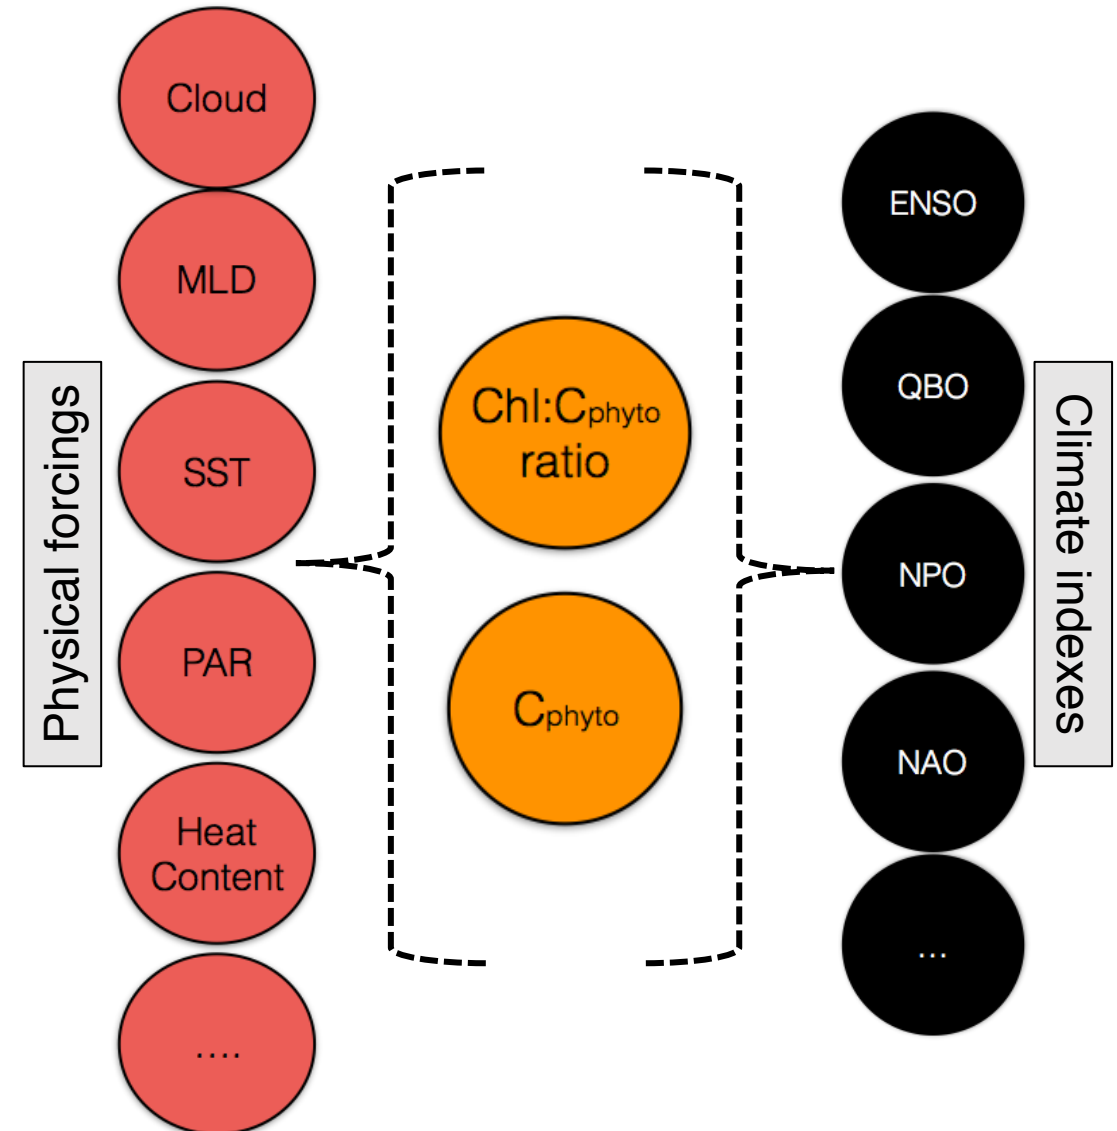 Physical forcings
Cloud
MLD
SST
PAR
Heat
Content
....
Chl:Cphyto
ratio
Cphyto
ENSO
QBO
NPO
NAO
...
Climate indexes